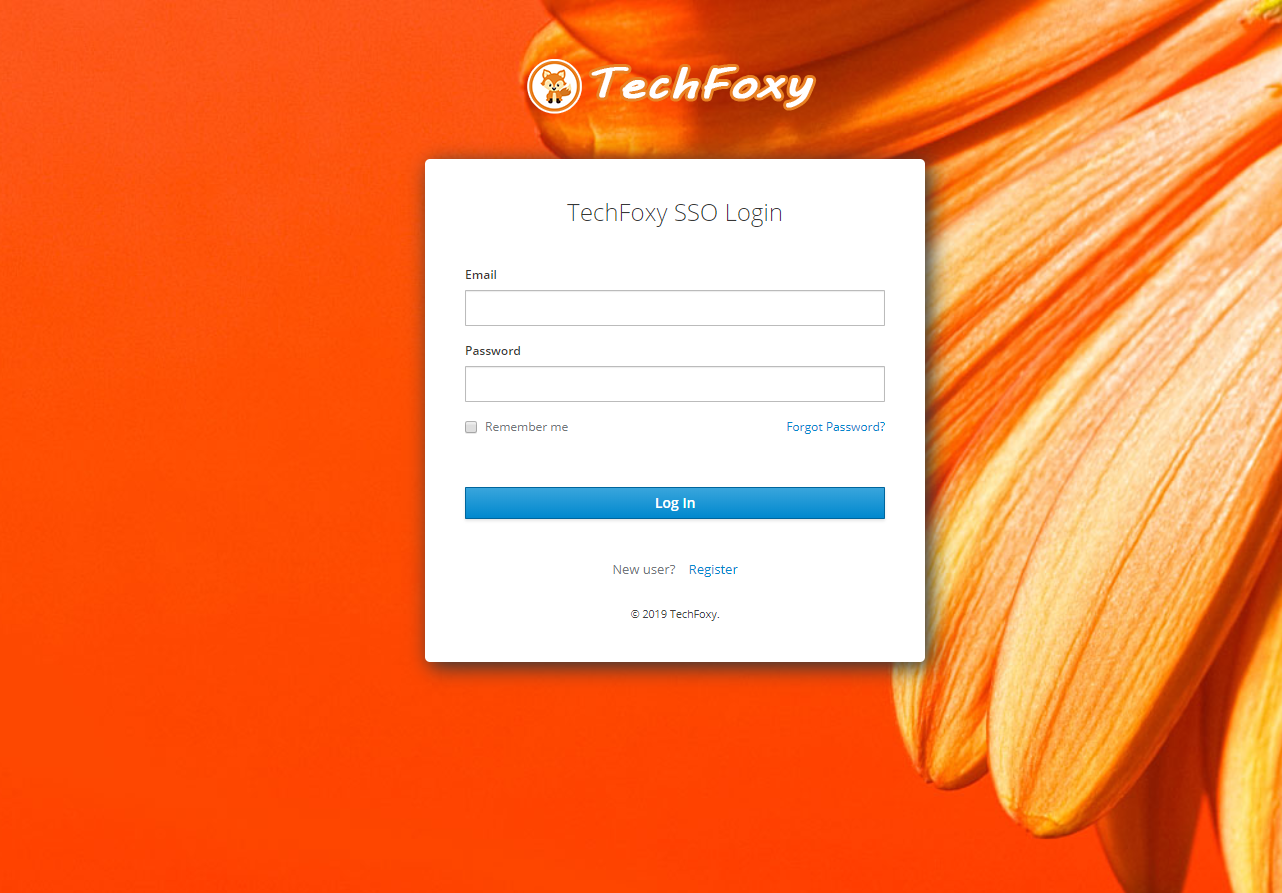 TechFoxy
TechFoxy SSO Login
Email
Password
Remember me Forgot Password?
Log In
New user? Register
© 2019 TechFoxy.